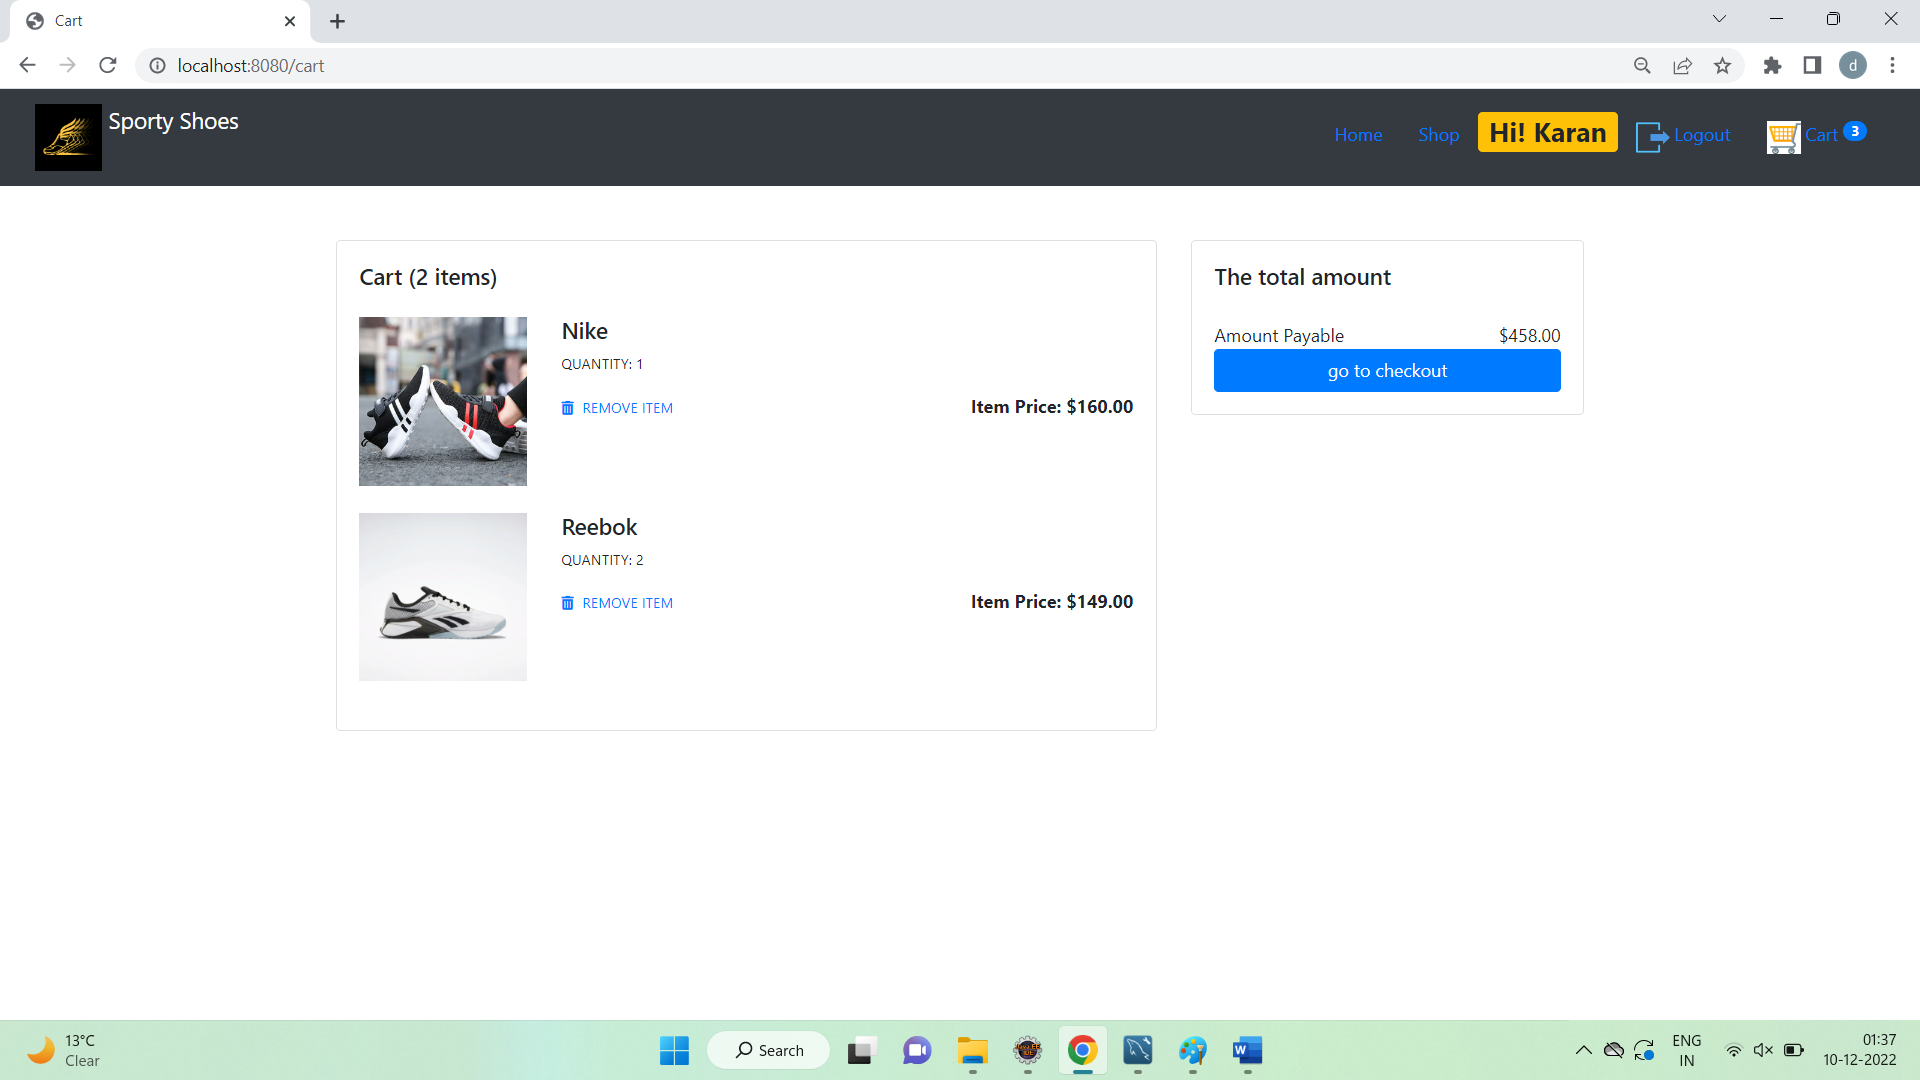 Cart
localhost:8080/cart
d
Sporty Shoes
Home
Shop
Hi! Karan
Logout
Cart 3
Cart (2 items)
Nike
QUANTITY: 1
REMOVE ITEM
Item Price: $160.00
Reebok
QUANTITY: 2
REMOVE ITEM
Item Price: $149.00
The total amount
Amount Payable $458.00
go to checkout
13°C
Clear
Search
W
ENG
IN
01:37
10-12-2022